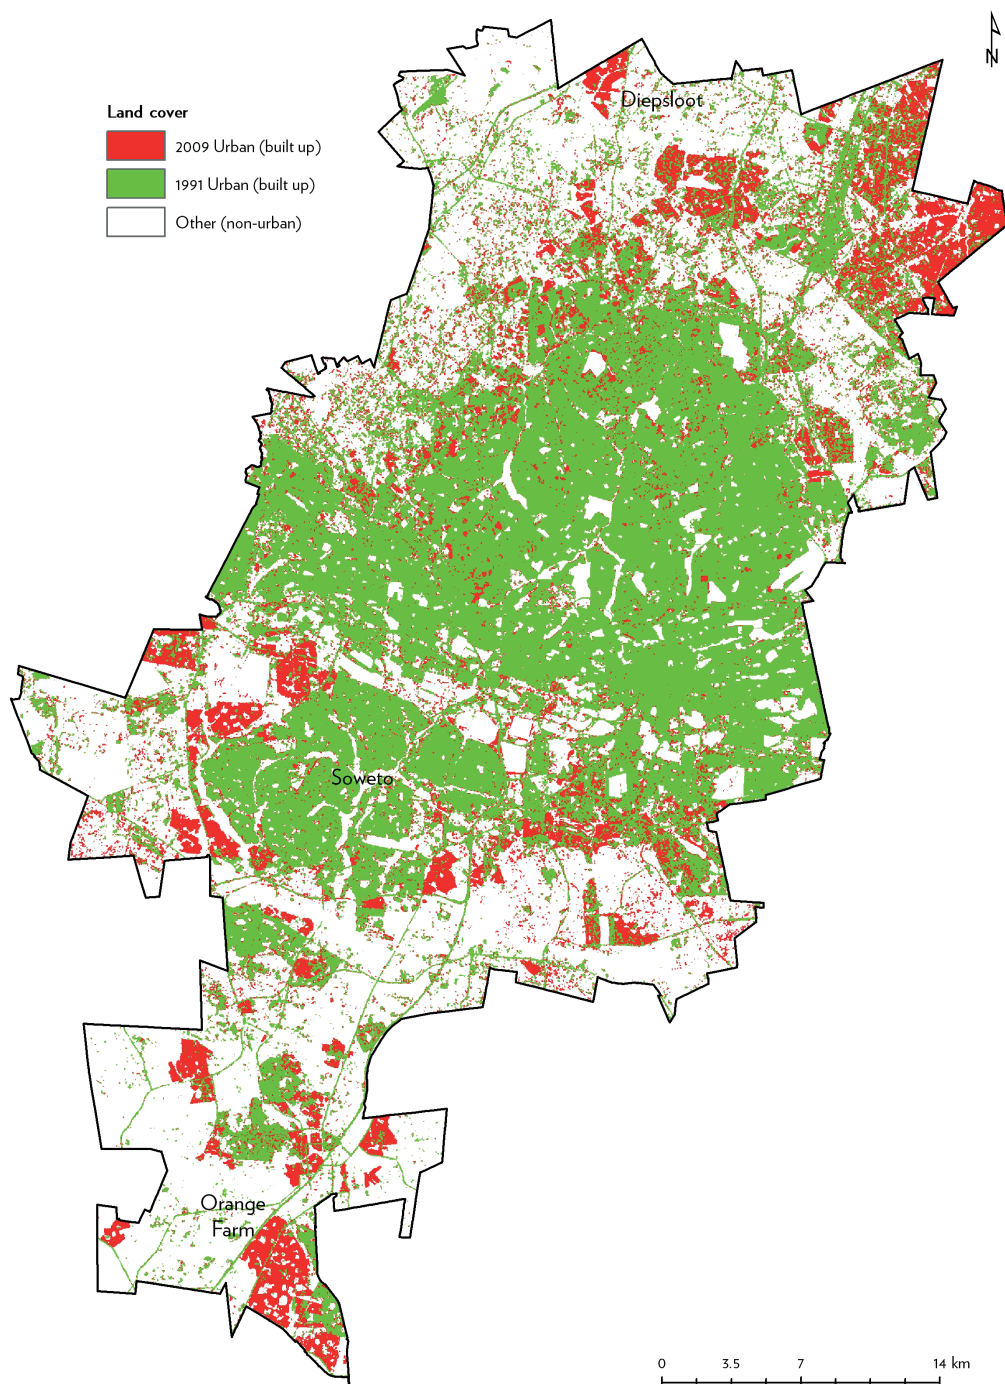 N
Diepsloot
Land cover
2009 Urban (built up)
1991 Urban (built up)
Other (non-urban)
Soweto
Orange
Farm
0 3.5 7 14 km